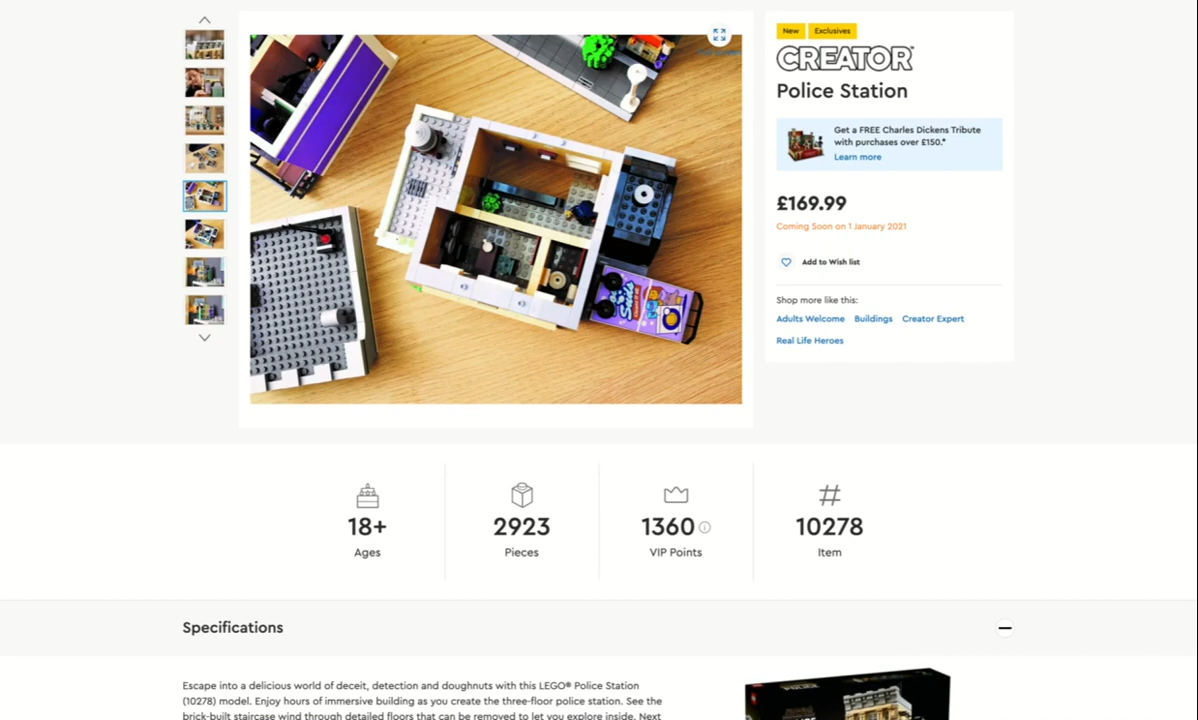 New
Exclusives
CREATOR
Police Station
Get a FREE Charles Dickens Tribute
with purchases over £150.*
Learn more
£169.99
Coming Soon on 1 January 2021
Add to Wish list
Shop more like this:
Adults Welcome
Buildings
Creator Expert
Real Life Heroes
18+
Ages
2923
Pieces
1360
VIP Points
#
10278
Item
Specifications
Escape into a delicious world of deceit, detection and doughnuts with this LEGO® Police Station
(10278) model. Enjoy hours of immersive building as you create the three-floor police station. See the
brick-built staircase wind through detailed floors that can be removed to let you explore inside. Next